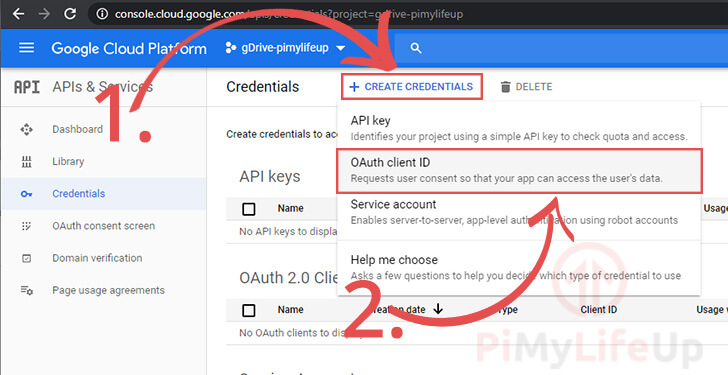 console.cloud.google.com/apis/credentials?project=gdrive-pimylifeup
Google Cloud Platform
gDrive-pimylifeup
API APIs & Services
Credentials
+ CREATE CREDENTIALS
DELETE
1.
Dashboard
Library
Credentials
OAuth consent screen
Domain verification
Page usage agreements
Create credentials to acce
API key
Identifies your project using a simple API key to check quota and access.
OAuth client ID
Requests user consent so that your app can access the user's data.
Service account
Enables server-to-server, app-level authentication using robot accounts
Help me choose
Asks a few questions to help you decide which type of credential to use
API keys
Name
Usage
No API keys to displa
OAuth 2.0 Clie
2.
Name
Creation date
Type
Client ID
Usage w
No OAuth clients to display
PiMyLifeUp